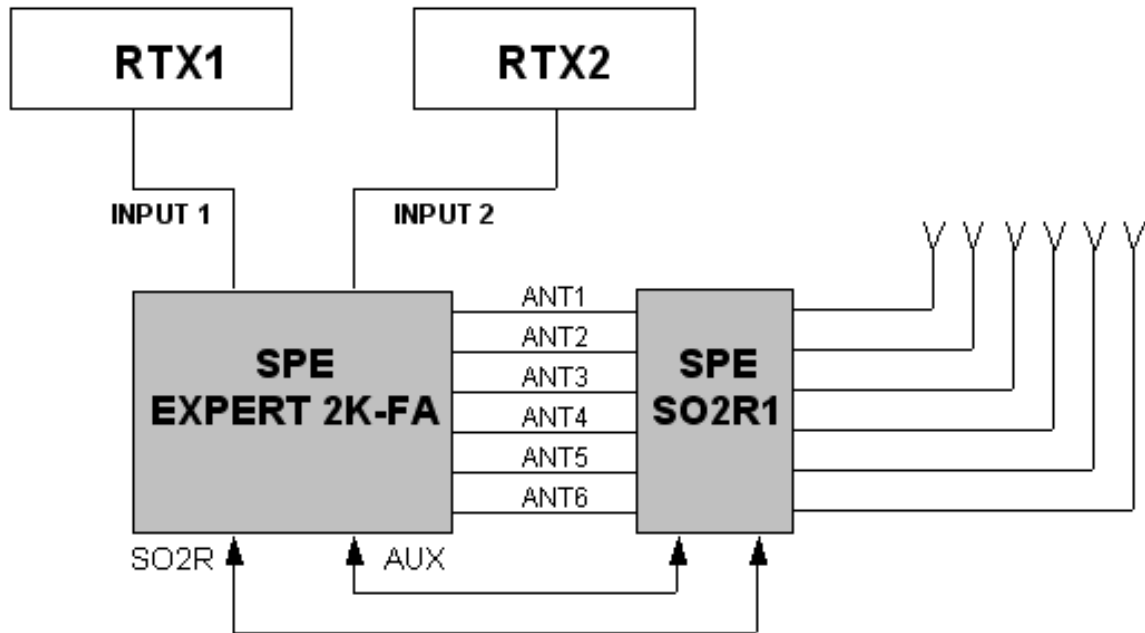 RTX1
RTX2
INPUT 1
INPUT 2
SPE
EXPERT 2K-FA
ANT1
ANT2
ANT3
ANT4
ANT5
ANT6
SPE
SO2R1
SO2R
AUX